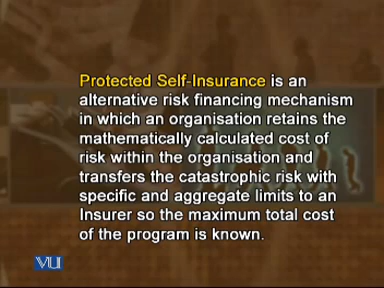 Protected Self-Insurance is an
alternative risk financing mechanism
in which an organisation retains the
mathematically calculated cost of
risk within the organisation and
transfers the catastrophic risk with
specific and aggregate limits to an
Insurer so the maximum total cost
of the program is known.
VU